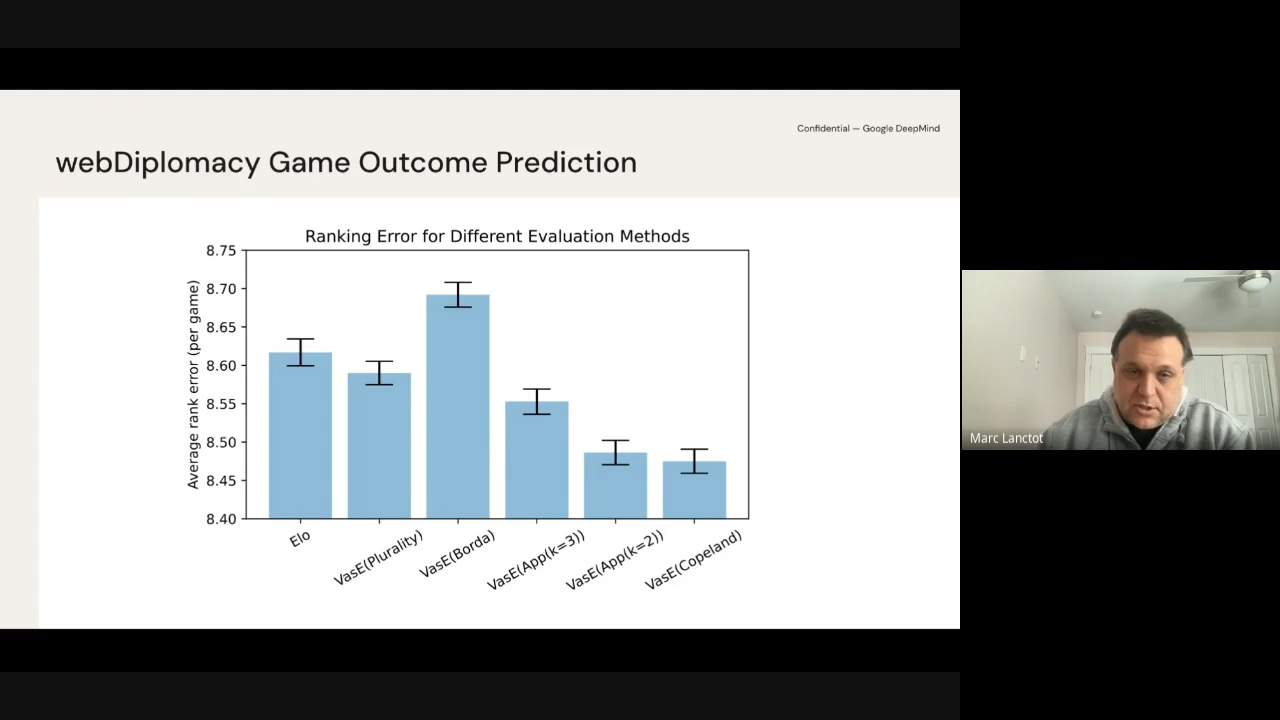 Confidential — Google DeepMind
webDiplomacy Game Outcome Prediction
Ranking Error for Different Evaluation Methods
Average rank error (per game)
8.75
8.70
8.65
8.60
8.55
8.50
8.45
8.40
Elo
VasE(Plurality)
VasE(Borda)
VasE(App(k=3))
VasE(App(k=2))
VasE(Copeland)
Marc Lanctot